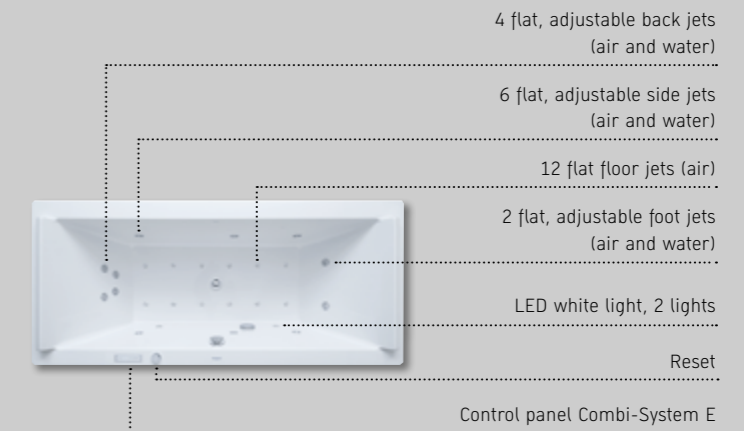 4 flat, adjustable back jets
(air and water)
6 flat, adjustable side jets
(air and water)
12 flat floor jets (air)
2 flat, adjustable foot jets
(air and water)
LED white light, 2 lights
Reset
Control panel Combi-System E